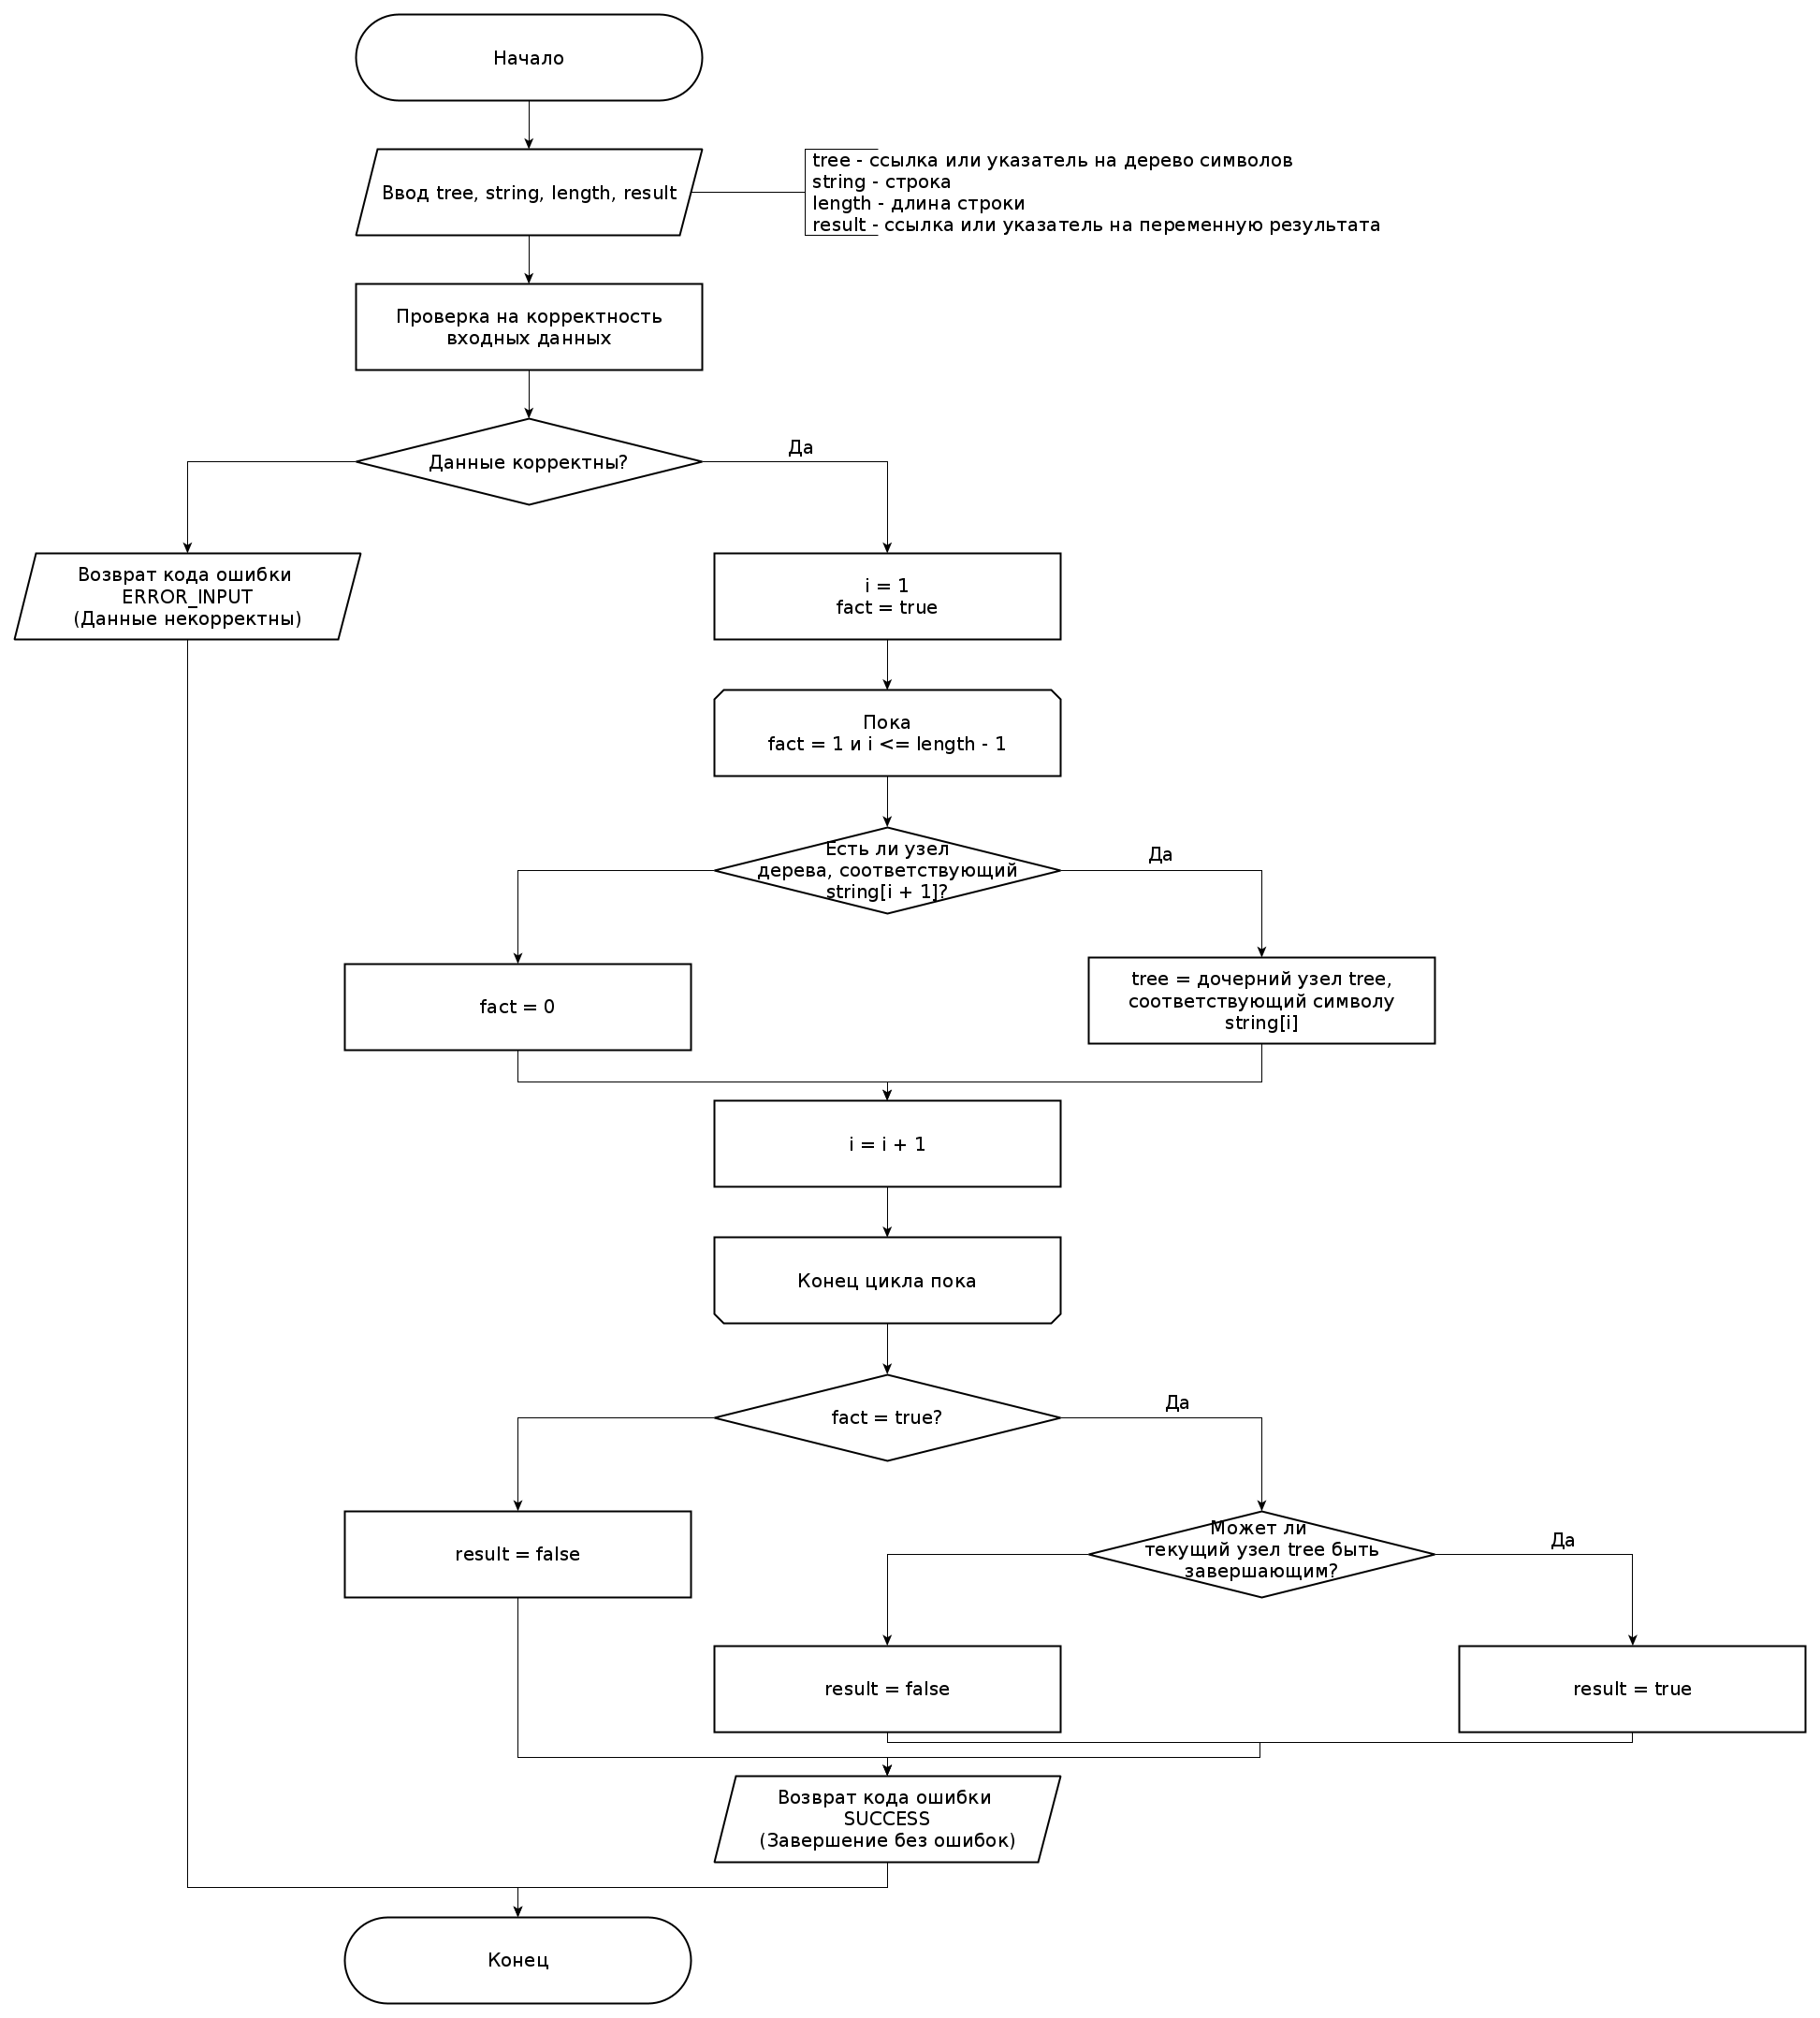 Начало
Ввод tree, string, length, result
tree - ссылка или указатель на дерево символов
string - строка
length - длина строки
result - ссылка или указатель на переменную результата
Проверка на корректность
входных данных
Данные корректны?
Да
Возврат кода ошибки
ERROR_INPUT
(Данные некорректны)
i = 1
fact = true
Пока
fact = 1 и i <= length - 1
Есть ли узел
дерева, соответствующий
string[i + 1]?
Да
fact = 0
tree = дочерний узел tree,
соответствующий символу
string[i]
i = i + 1
Конец цикла пока
fact = true?
Да
result = false
Может ли
текущий узел tree быть
завершающим?
Да
result = false
result = true
Возврат кода ошибки
SUCCESS
(Завершение без ошибок)
Конец